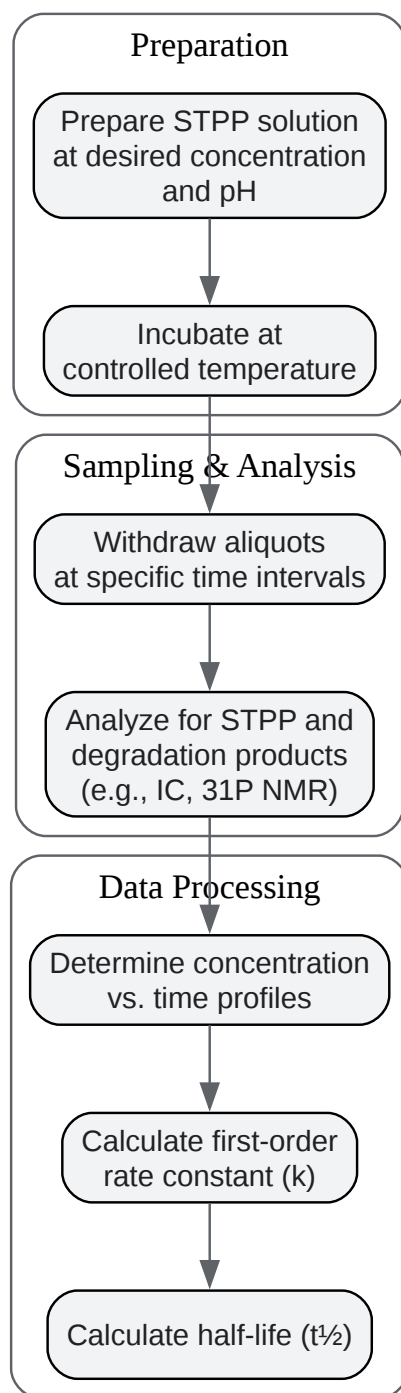 Preparation
Prepare STPP solution
at desired concentration
and pH
Incubate at
controlled temperature
Sampling & Analysis
Withdraw aliquots
at specific time intervals
Analyze for STPP and
degradation products
(e.g., IC, 31P NMR)
Data Processing
Determine concentration
vs. time profiles
Calculate first-order
rate constant (k)
Calculate half-life (t½)